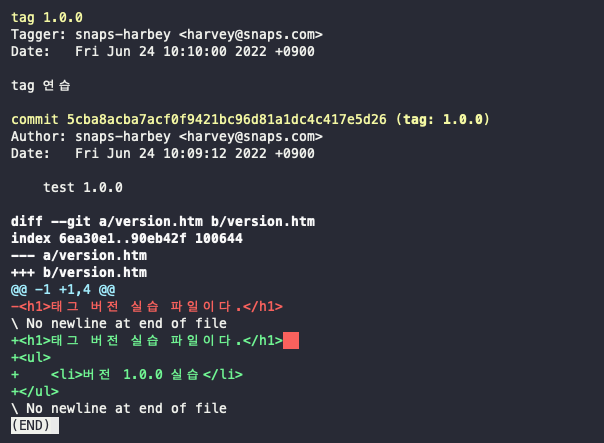 tag 1.0.0
Tagger: snaps-harbey <harvey@snaps.com>
Date:   Fri Jun 24 10:10:00 2022 +0900
tag 연습
commit 5cba8acba7acf0f9421bc96d81a1dc4c417e5d26 (tag: 1.0.0)
Author: snaps-harbey <harvey@snaps.com>
Date:   Fri Jun 24 10:09:12 2022 +0900
    test 1.0.0
diff --git a/version.htm b/version.htm
index 6ea30e1..90eb42f 100644
--- a/version.htm
+++ b/version.htm
@@ -1 +1,4 @@
-<h1>태그 버전 실습 파일이다.</h1>
\ No newline at end of file
+<h1>태그 버전 실습 파일이다.</h1>
+<ul>
+    <li>버전 1.0.0 실습</li>
+</ul>
\ No newline at end of file
(END)